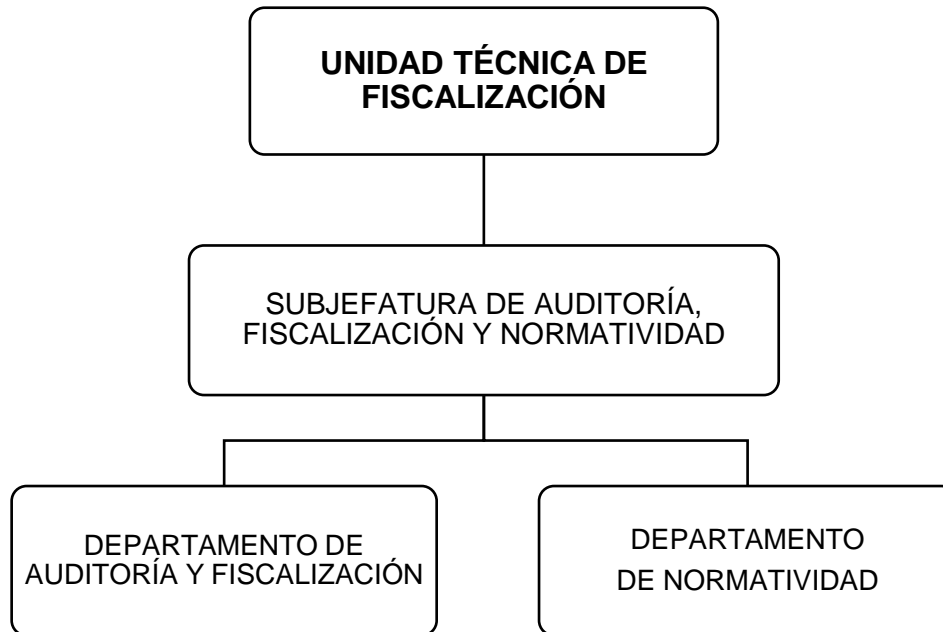 UNIDAD TÉCNICA DE
FISCALIZACIÓN
SUBJEFATURA DE AUDITORÍA,
FISCALIZACIÓN Y NORMATIVIDAD
DEPARTAMENTO DE
AUDITORÍA Y FISCALIZACIÓN
DEPARTAMENTO
DE NORMATIVIDAD